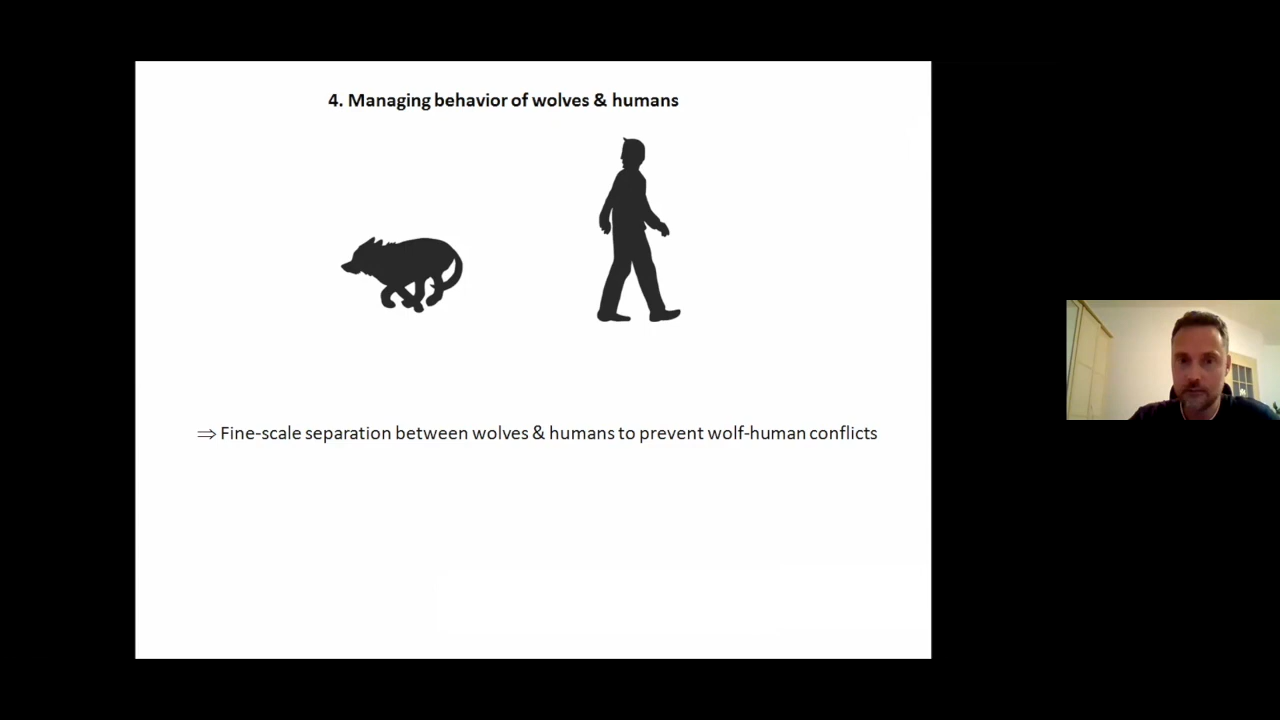 4. Managing behavior of wolves & humans
⇒ Fine-scale separation between wolves & humans to prevent wolf-human conflicts